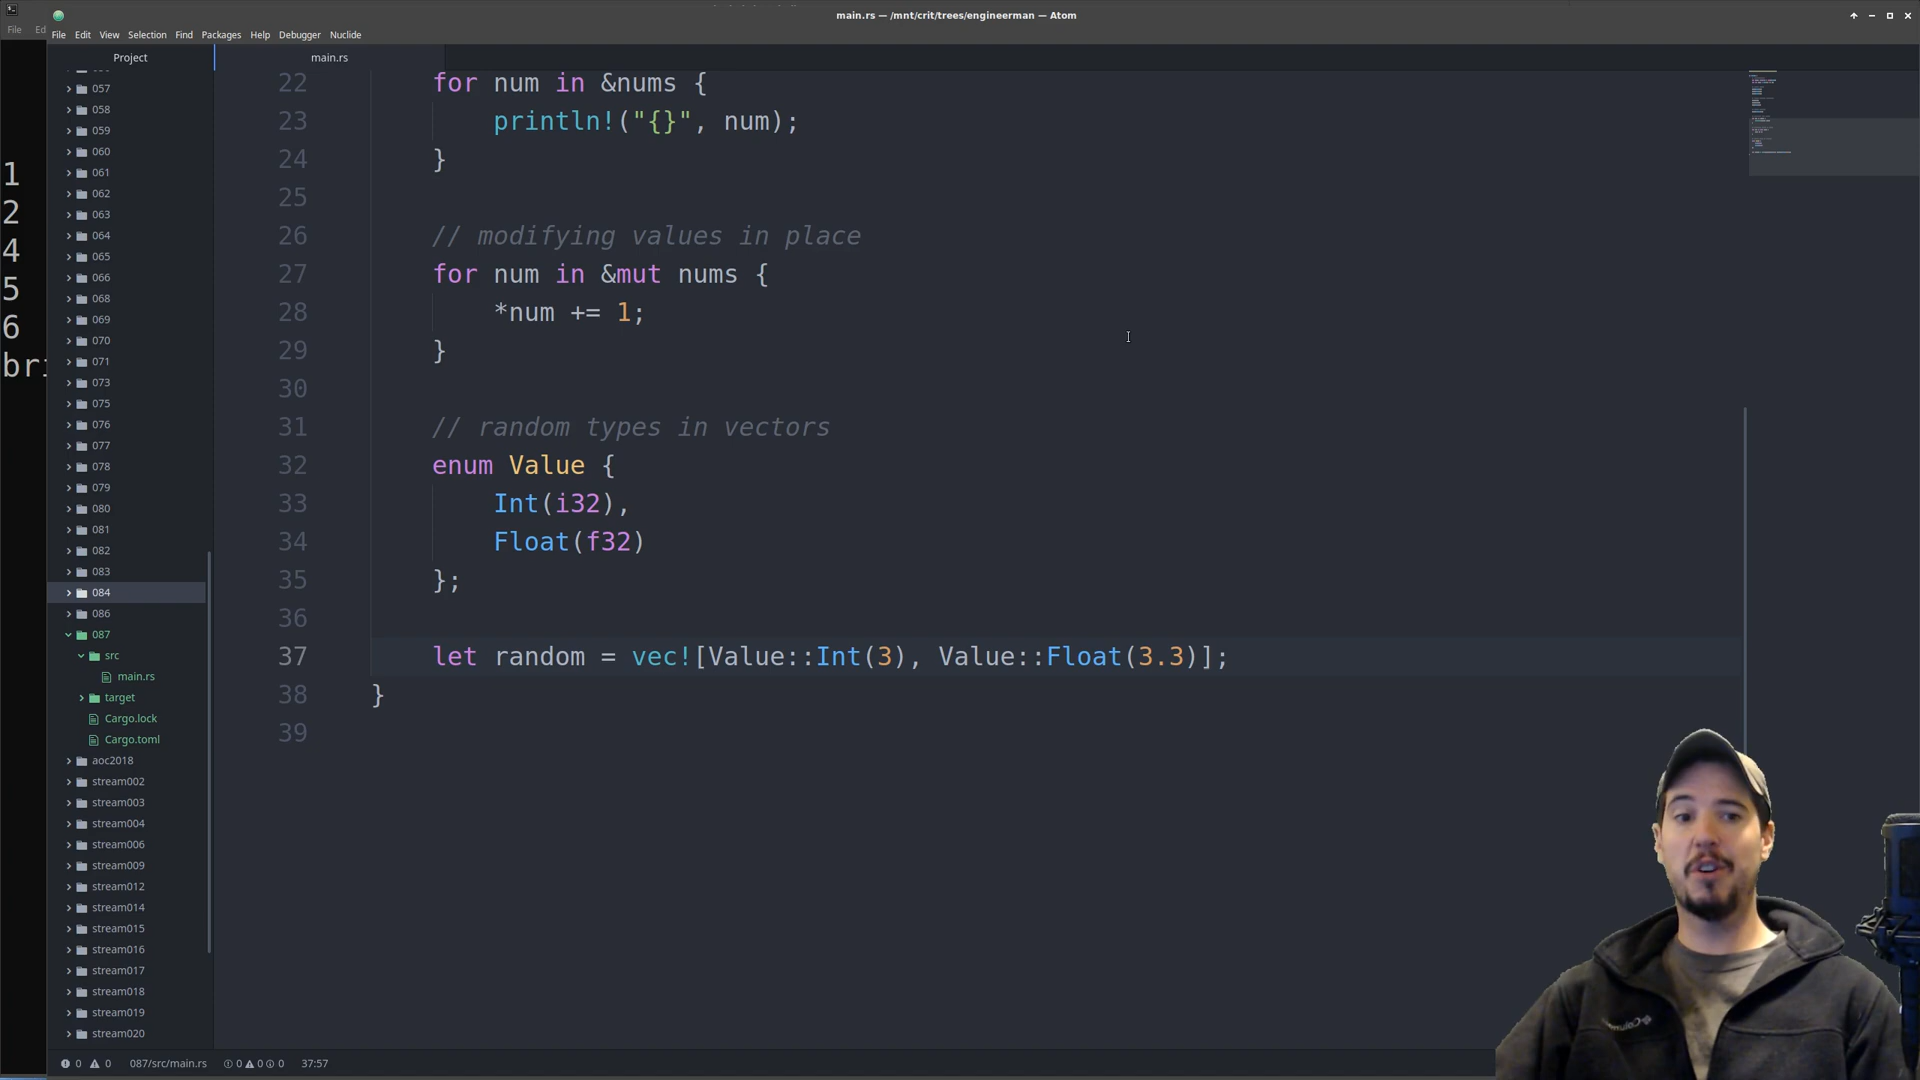 main.rs — /mnt/crit/trees/engineerman — Atom
File Edit View Selection Find Packages Help Debugger Nuclide
File Ed
Project
main.rs
057
058
059
060
061
062
063
064
065
066
068
069
070
071
073
075
076
077
078
079
080
081
082
083
084
086
087
src
main.rs
target
Cargo.lock
Cargo.toml
aoc2018
stream002
stream003
stream004
stream006
stream009
stream012
stream014
stream015
stream016
stream017
stream018
stream019
stream020
1
2
4
5
6
bri
22 for num in &nums {
23 println!("{}", num);
24 }
25
26 // modifying values in place
27 for num in &mut nums {
28 *num += 1;
29 }
30
31 // random types in vectors
32 enum Value {
33 Int(i32),
34 Float(f32)
35 };
36
37 let random = vec![Value::Int(3), Value::Float(3.3)];
38 }
39
0 0 087/src/main.rs 0 0 0 37:57
Columbia